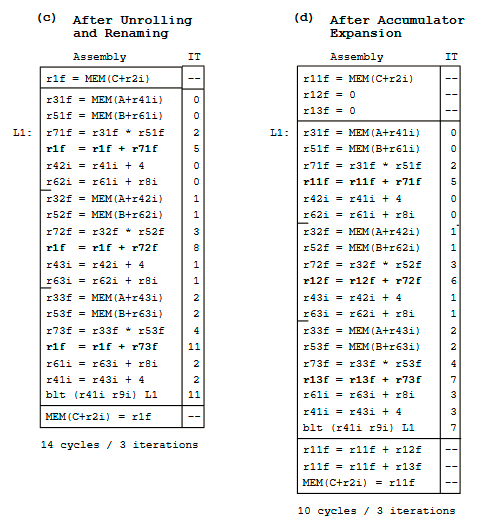 (c) After Unrolling
and Renaming
Assembly IT
r1f = MEM(C+r2i) --
r31f = MEM(A+r41i) 0
r51f = MEM(B+r61i) 0
L1: r71f = r31f * r51f 2
r1f = r1f + r71f 5
r42i = r41i + 4 0
r62i = r61i + r8i 0
r32f = MEM(A+r42i) 1
r52f = MEM(B+r62i) 1
r72f = r32f * r52f 3
r1f = r1f + r72f 8
r43i = r42i + 4 1
r63i = r62i + r8i 1
r33f = MEM(A+r43i) 2
r53f = MEM(B+r63i) 2
r73f = r33f * r53f 4
r1f = r1f + r73f 11
r61i = r63i + r8i 2
r41i = r43i + 4 2
blt (r41i r9i) L1 11
MEM(C+r2i) = r1f --
14 cycles / 3 iterations
(d) After Accumulator
Expansion
Assembly IT
r11f = MEM(C+r2i) --
r12f = 0 --
r13f = 0 --
L1: r31f = MEM(A+r41i) 0
r51f = MEM(B+r61i) 0
r71f = r31f * r51f 2
r11f = r11f + r71f 5
r42i = r41i + 4 0
r62i = r61i + r8i 0
r32f = MEM(A+r42i) 1
r52f = MEM(B+r62i) 1
r72f = r32f * r52f 3
r12f = r12f + r72f 6
r43i = r42i + 4 1
r63i = r62i + r8i 1
r33f = MEM(A+r43i) 2
r53f = MEM(B+r63i) 2
r73f = r33f * r53f 4
r13f = r13f + r73f 7
r61i = r63i + r8i 3
r41i = r43i + 4 3
blt (r41i r9i) L1 7
r11f = r11f + r12f --
r11f = r11f + r13f --
MEM(C+r2i) = r11f --
10 cycles / 3 iterations